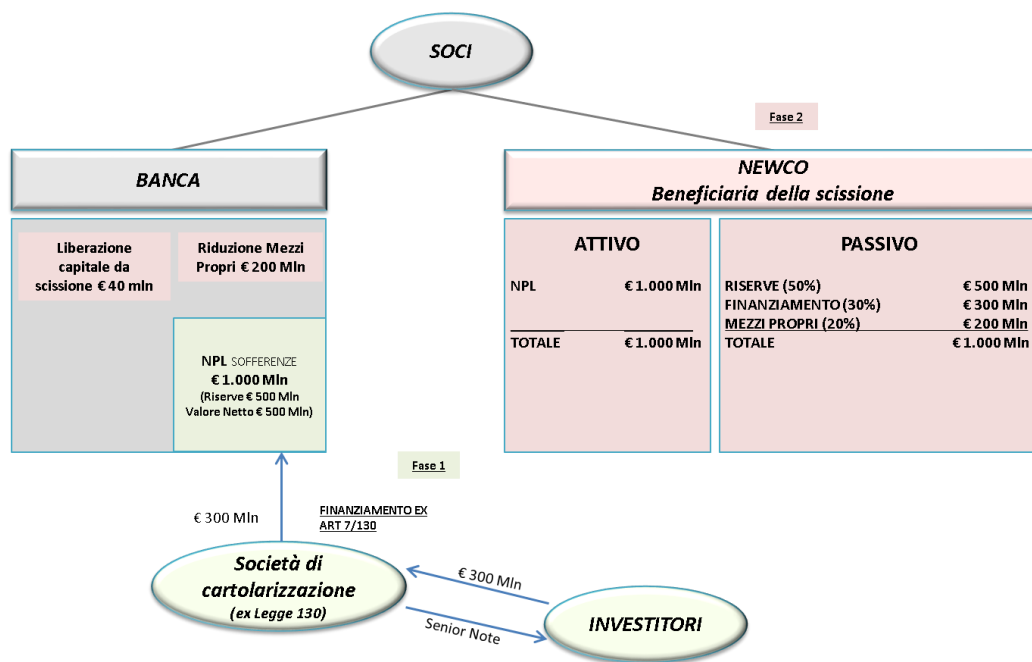 SOCI
Fase 2
BANCA
NEWCO
Beneficiaria della scissione
Liberazione
capitale da
scissione € 40 mln
Riduzione Mezzi
Propri € 200 Mln
NPL SOFFERENZE
€ 1.000 Mln
(Riserve € 500 Mln
Valore Netto € 500 Mln)
ATTIVO
NPL € 1.000 Mln
TOTALE € 1.000 Mln
PASSIVO
RISERVE (50%) € 500 Mln
FINANZIAMENTO (30%) € 300 Mln
MEZZI PROPRI (20%) € 200 Mln
TOTALE € 1.000 Mln
Fase 1
€ 300 Mln
FINANZIAMENTO EX
ART 7/130
Società di
cartolarizzazione
(ex Legge 130)
€ 300 Mln
Senior Note
INVESTITORI